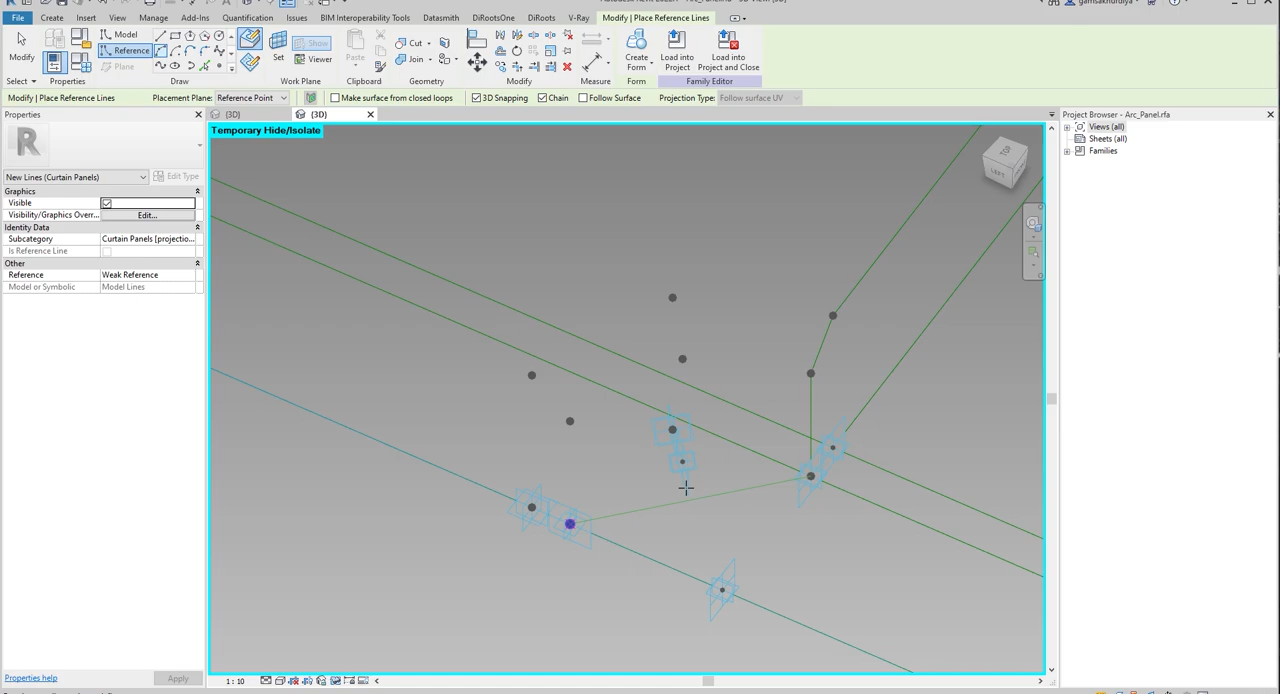 File Create Insert View Manage Add-Ins Quantification Issues BIM Interoperability Tools Datasmith DiRootsOne DiRoots V-Ray Modify | Place Reference Lines
Modify
Model
Reference
Plane
Set
Show
Viewer
Paste
Cut
Join
Create
Form
Load into
Project
Load into
Project and Close
Select Properties Draw Work Plane Clipboard Geometry Modify Measure Form Family Editor
Modify | Place Reference Lines Placement Plane: Reference Point Make surface from closed loops 3D Snapping Chain Follow Surface Projection Type: Follow surface UV
Properties
(3D)
(3D)
Project Browser - Arc_Panel.rfa
Temporary Hide/Isolate
TOP
LEFT
Views (all)
Sheets (all)
Families
New Lines (Curtain Panels) Edit Type
Graphics
Visible
Visibility/Graphics Overr... Edit...
Identity Data
Subcategory Curtain Panels [projectio...
Is Reference Line
Other
Reference Weak Reference
Model or Symbolic Model Lines
Properties help Apply
1 : 10